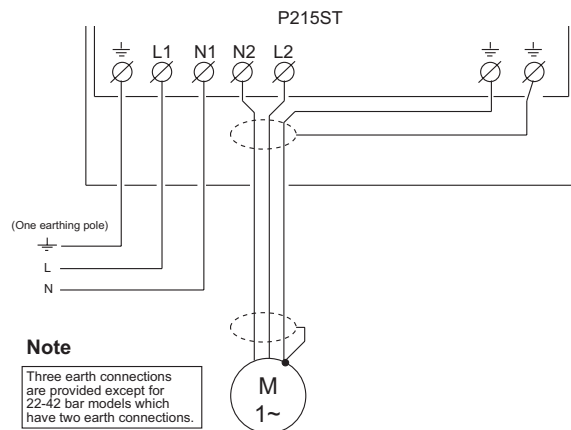 P215ST
L1 N1 N2 L2
(One earthing pole)
L
N
Note
Three earth connections
are provided except for
22-42 bar models which
have two earth connections.
M
1~